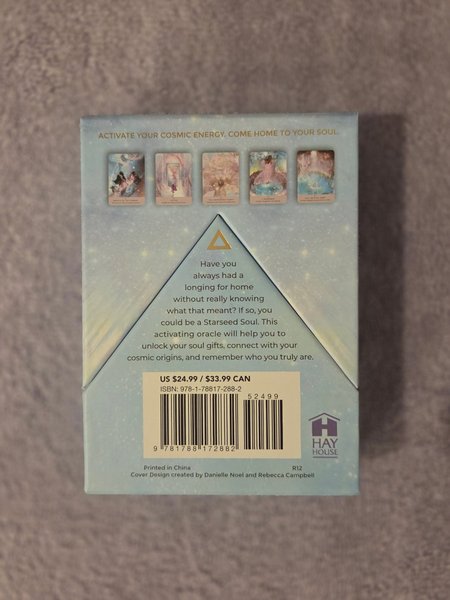 ACTIVATE YOUR COSMIC ENERGY. COME HOME TO YOUR SOUL.
Have you
always had a
longing for home
without really knowing
what that meant? If so, you
could be a Starseed Soul. This
activating oracle will help you to
unlock your soul gifts, connect with your
cosmic origins, and remember who you truly are.
US $24.99 / $33.99 CAN
ISBN: 978-1-78817-288-2
52499
9 781788 172882
HAY
HOUSE
Printed in China R12
Cover Design created by Danielle Noel and Rebecca Campbell